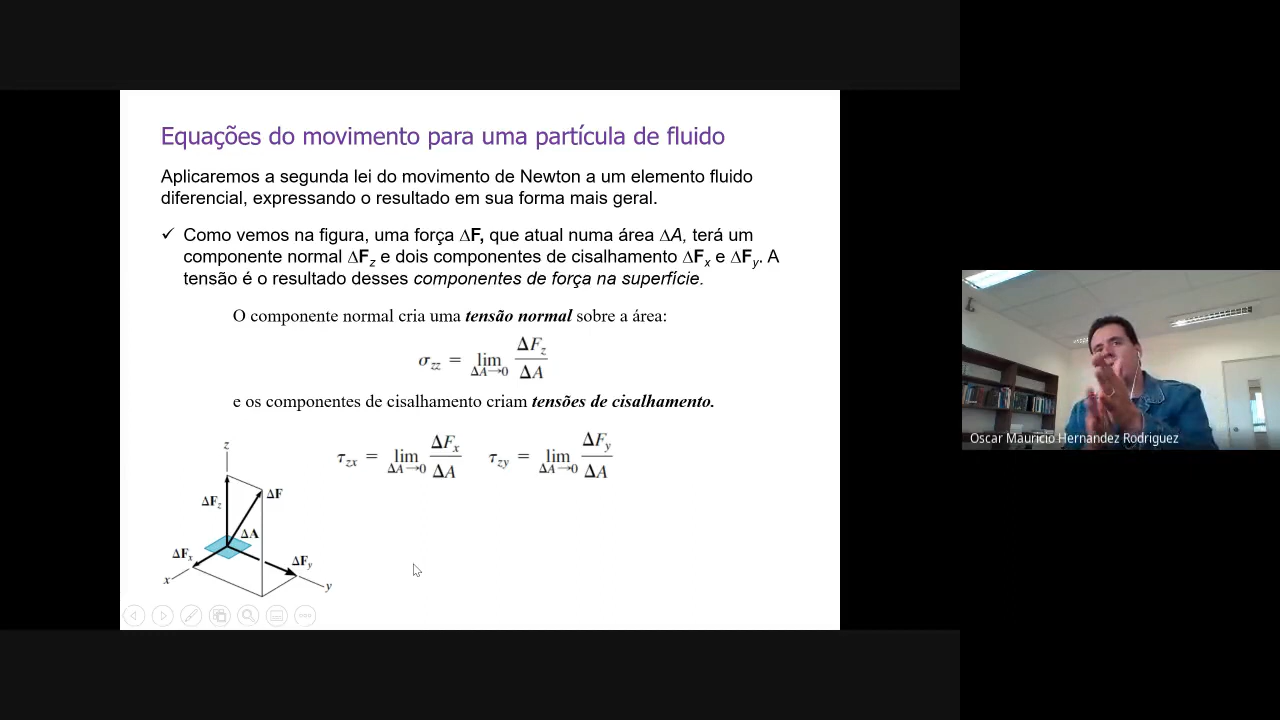 Equações do movimento para uma partícula de fluido
Aplicaremos a segunda lei do movimento de Newton a um elemento fluido
diferencial, expressando o resultado em sua forma mais geral.
✓ Como vemos na figura, uma força ΔF, que atual numa área ΔA, terá um
componente normal ΔF_z e dois componentes de cisalhamento ΔF_x e ΔF_y. A
tensão é o resultado desses componentes de força na superfície.
O componente normal cria uma tensão normal sobre a área:
σ_zz = lim_{ΔA→0} ΔF_z / ΔA
e os componentes de cisalhamento criam tensões de cisalhamento.
τ_zx = lim_{ΔA→0} ΔF_x / ΔA τ_zy = lim_{ΔA→0} ΔF_y / ΔA
z
ΔF
ΔF_z
ΔA
ΔF_x
ΔF_y
x
y
Oscar Mauricio Hernandez Rodriguez